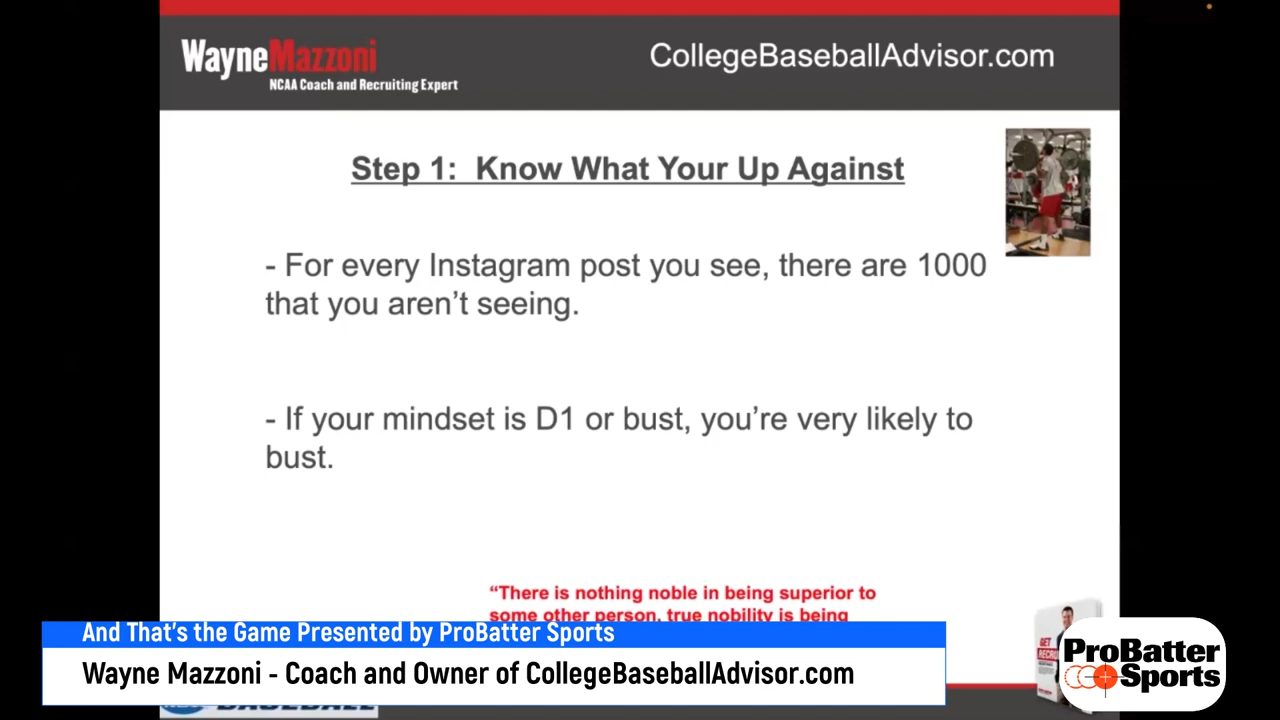 WayneMazzoni
NCAA Coach and Recruiting Expert
CollegeBaseballAdvisor.com
Step 1: Know What Your Up Against
- For every Instagram post you see, there are 1000
that you aren’t seeing.
- If your mindset is D1 or bust, you’re very likely to
bust.
“There is nothing noble in being superior to
some other person, true nobility is being
And That's the Game Presented by ProBatter Sports
Wayne Mazzoni - Coach and Owner of CollegeBaseballAdvisor.com
GET
ProBatter
Sports
BASEBALL